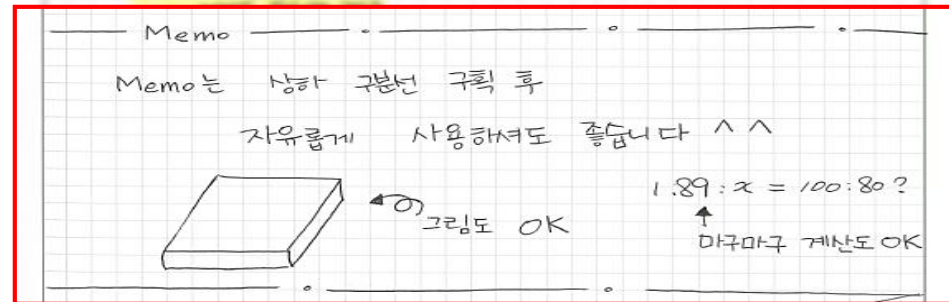 Memo
Memo는 상하 구분선 구획 후
자유롭게 사용하셔도 좋습니다 ^^
1.89 : x = 100 : 80 ?
그림도 OK
마구마구 계산도 OK